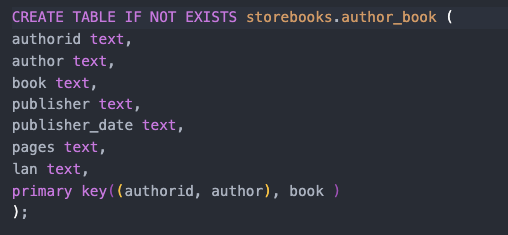 CREATE TABLE IF NOT EXISTS storebooks.author_book (
authorid text,
author text,
book text,
publisher text,
publisher_date text,
pages text,
lan text,
primary key((authorid, author), book )
);